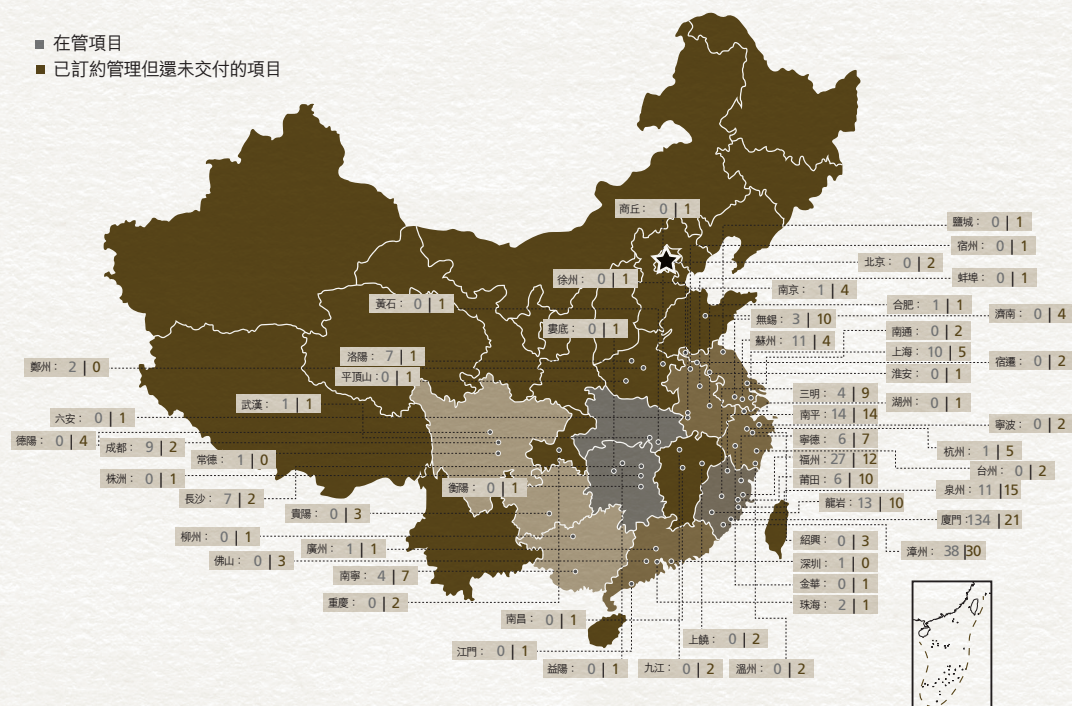 在管項目
已訂約管理但還未交付的項目
商丘： 0 | 1
鹽城： 0 | 1
宿州： 0 | 1
北京： 0 | 2
徐州： 0 | 1
蚌埠： 0 | 1
南京： 1 | 4
黃石： 0 | 1
合肥： 1 | 1
濟南： 0 | 4
無錫： 3 | 10
婁底： 0 | 1
南通： 0 | 2
蘇州： 11 | 4
上海： 10 | 5
洛陽： 7 | 1
宿遷： 0 | 2
鄭州： 2 | 0
平頂山：0 | 1
淮安： 0 | 1
三明： 4 | 9
湖州： 0 | 1
武漢： 1 | 1
南平：14 | 14
六安： 0 | 1
寧波： 0 | 2
德陽： 0 | 4
成都： 9 | 2
寧德： 6 | 7
杭州： 1 | 5
常德： 1 | 0
福州：27 | 12
台州： 0 | 2
株洲： 0 | 1
莆田： 6 | 10
衡陽： 0 | 1
泉州： 11 |15
長沙： 7 | 2
龍岩：13 | 10
貴陽： 0 | 3
廈門：134 | 21
柳州： 0 | 1
紹興： 0 | 3
廣州： 1 | 1
漳州： 38 |30
佛山： 0 | 3
深圳： 1 | 0
南寧： 4 | 7
金華： 0 | 1
重慶： 0 | 2
珠海： 2 | 1
南昌： 0 | 1
上饒： 0 | 2
江門： 0 | 1
益陽： 0 | 1
九江： 0 | 2
溫州： 0 | 2